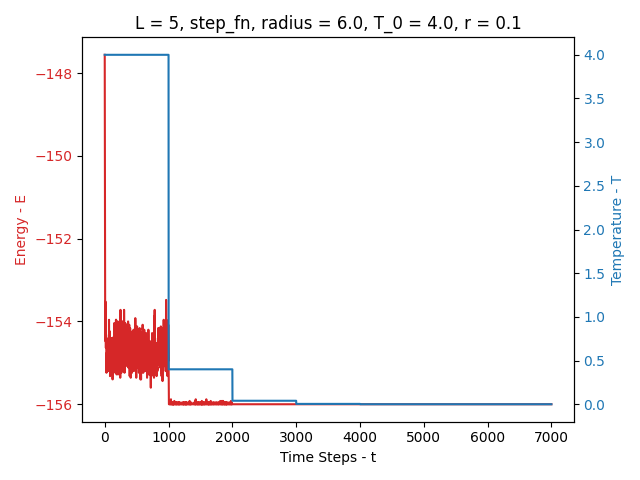 L = 5, step_fn, radius = 6.0, T_0 = 4.0, r = 0.1
Energy - E
−148
−150
−152
−154
−156
4.0
3.5
3.0
2.5
2.0
1.5
1.0
0.5
0.0
Temperature - T
0 1000 2000 3000 4000 5000 6000 7000
Time Steps - t